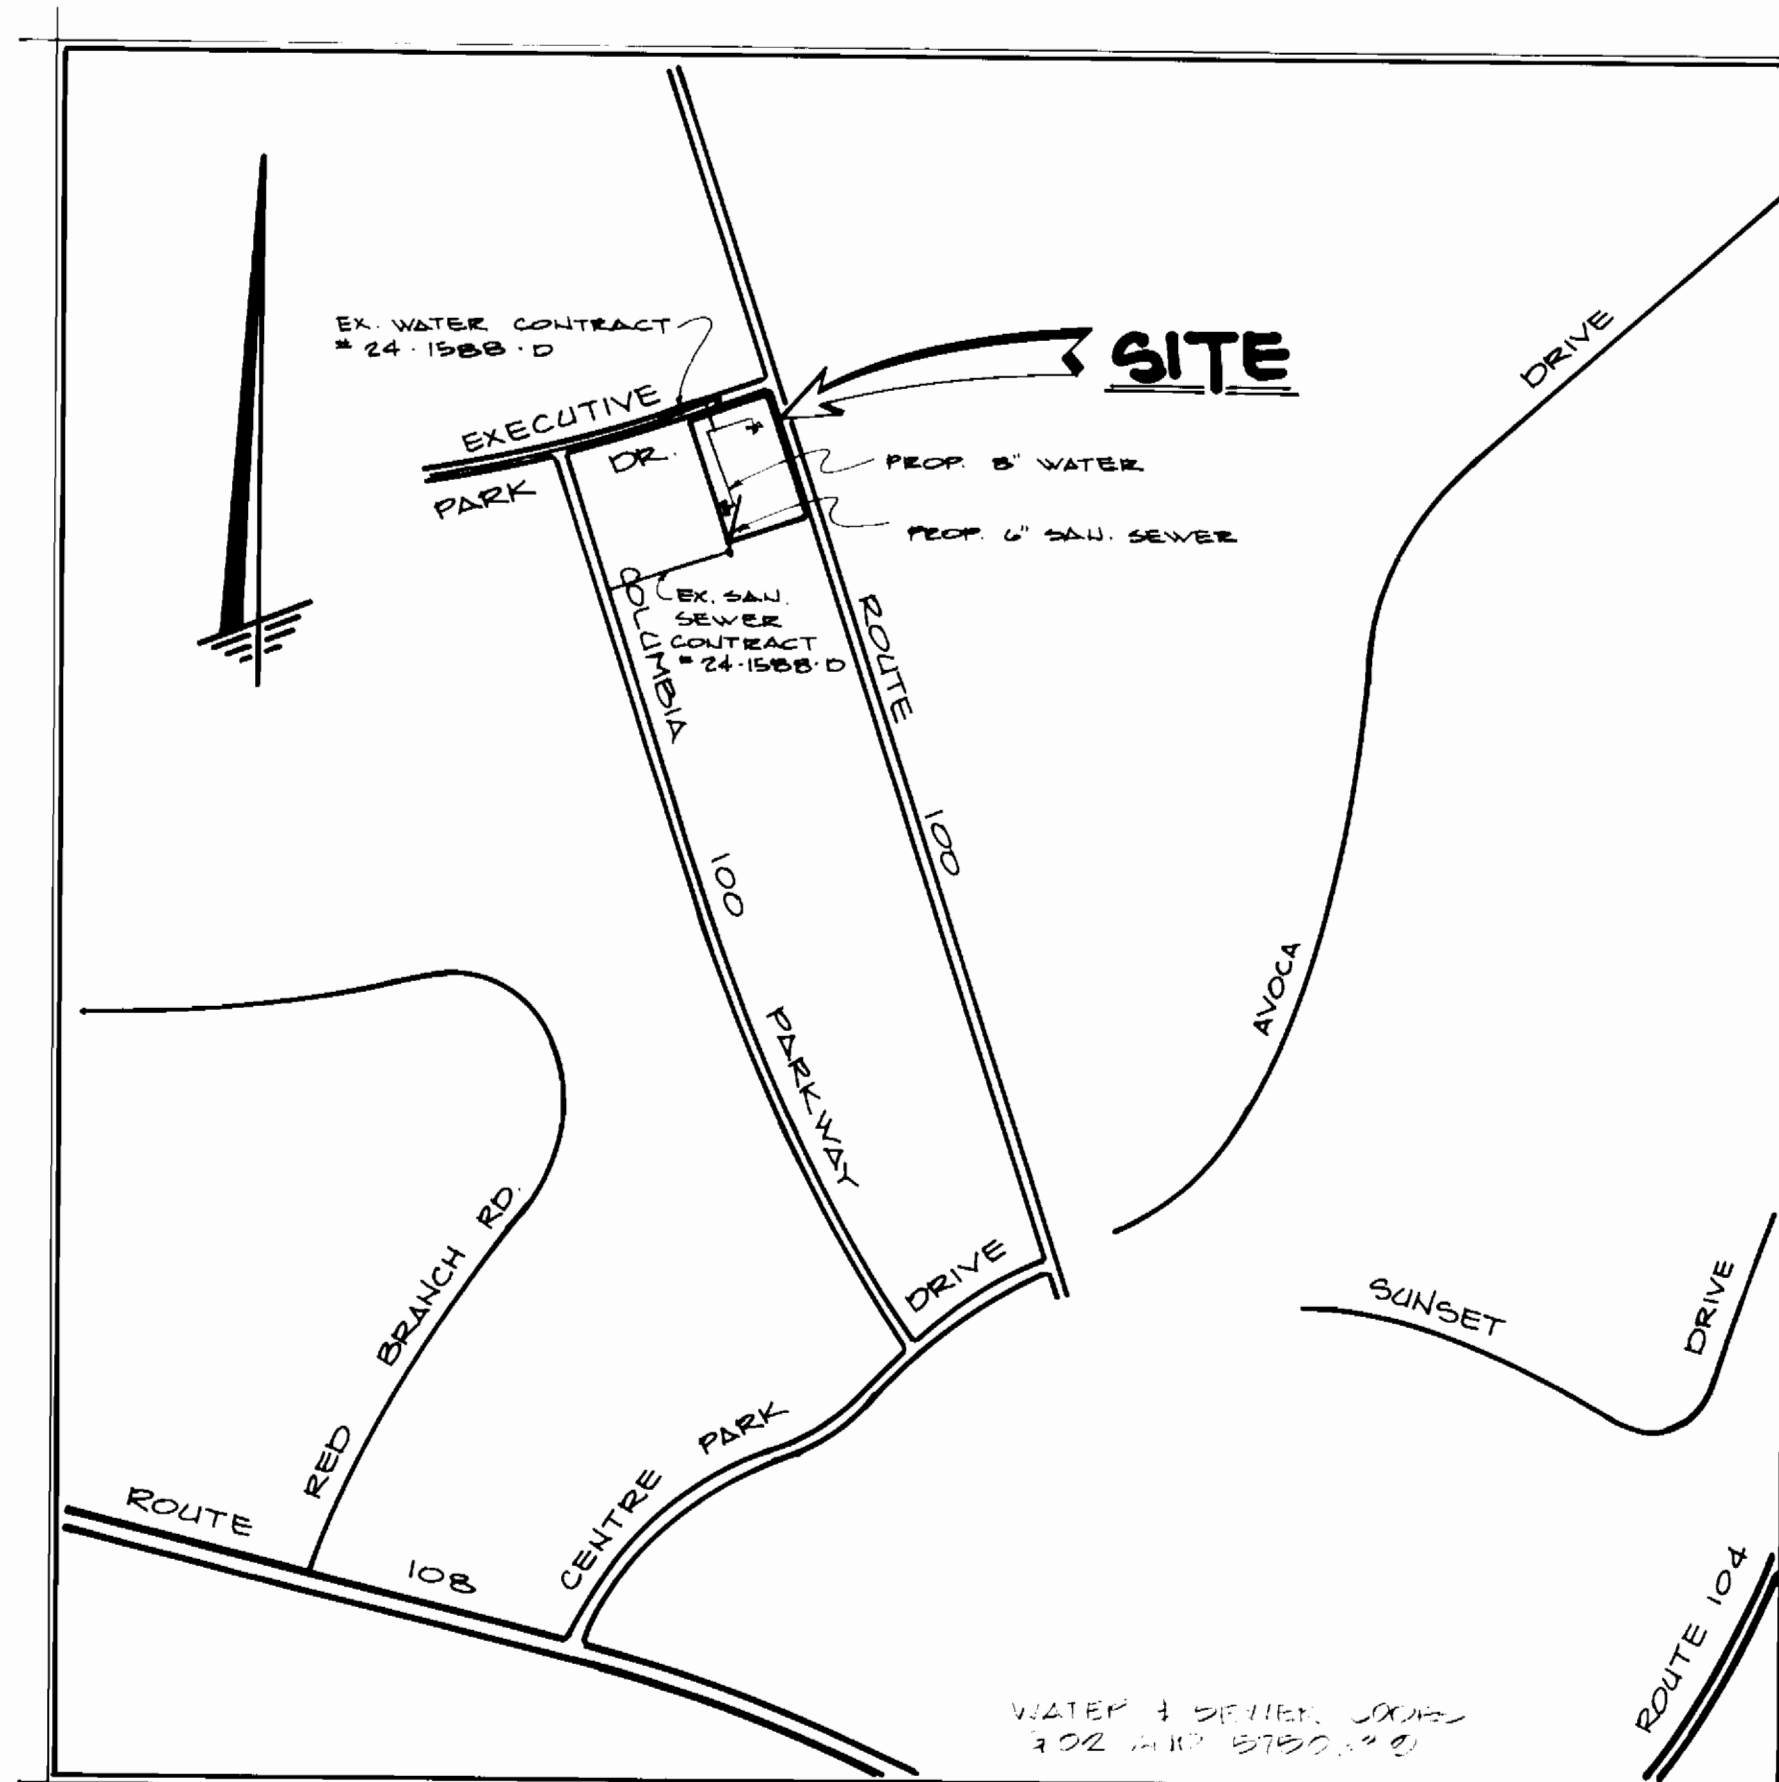 EX. WATER CONTRACT
# 24·1588·D
SITE
DRIVE
EXECUTIVE
DR.
PARK
PROP. 8" WATER
PROP. 6" SAN. SEWER
EX. SAN.
SEWER
CONTRACT
# 24·1588·D
COLUMBIA
ROUTE
100
100
AVOCA
PARKWAY
RED BRANCH RD.
DRIVE
SUNSET
DRIVE
CENTRE PARK
ROUTE 108
ROUTE 104
WATER & SEWER